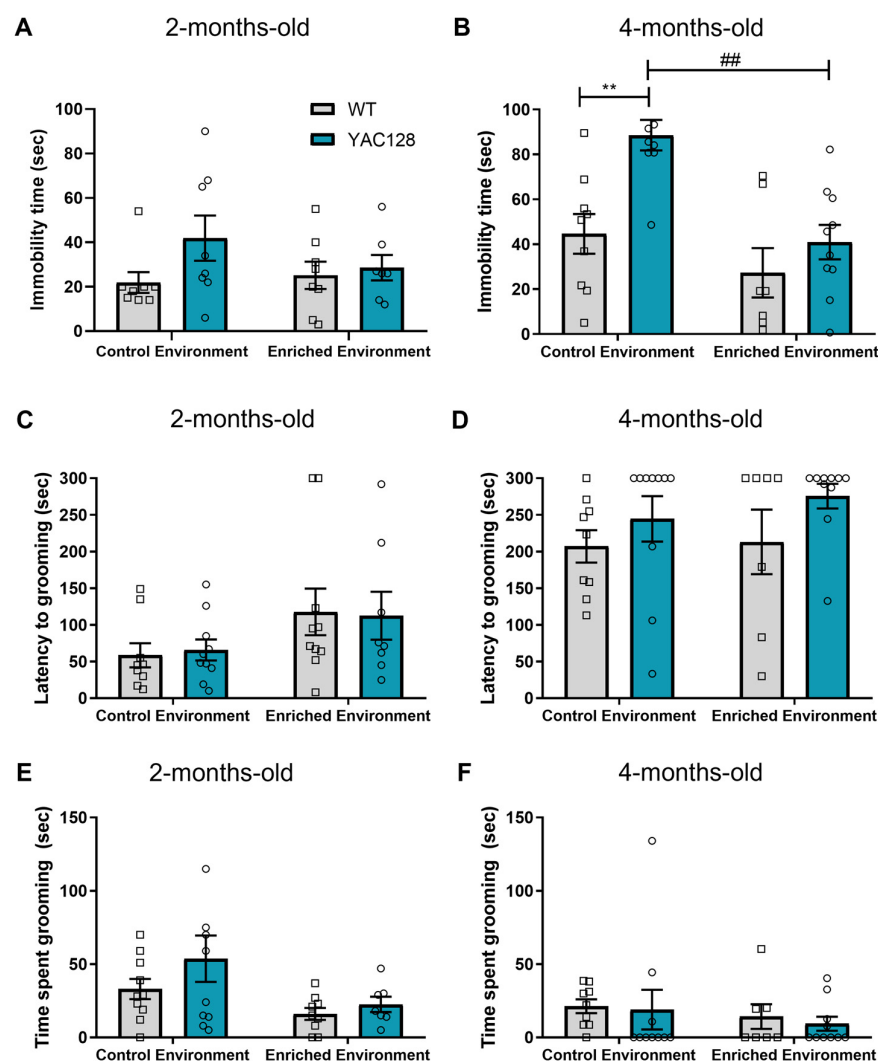 A
2-months-old
Immobility time (sec)
100
80
60
40
20
0
WT
YAC128
Control Environment
Enriched Environment
B
4-months-old
**
##
Immobility time (sec)
100
80
60
40
20
0
Control Environment
Enriched Environment
C
2-months-old
Latency to grooming (sec)
300
250
200
150
100
50
0
Control Environment
Enriched Environment
D
4-months-old
Latency to grooming (sec)
300
250
200
150
100
50
0
Control Environment
Enriched Environment
E
2-months-old
Time spent grooming (sec)
150
100
50
0
Control Environment
Enriched Environment
F
4-months-old
Time spent grooming (sec)
150
100
50
0
Control Environment
Enriched Environment